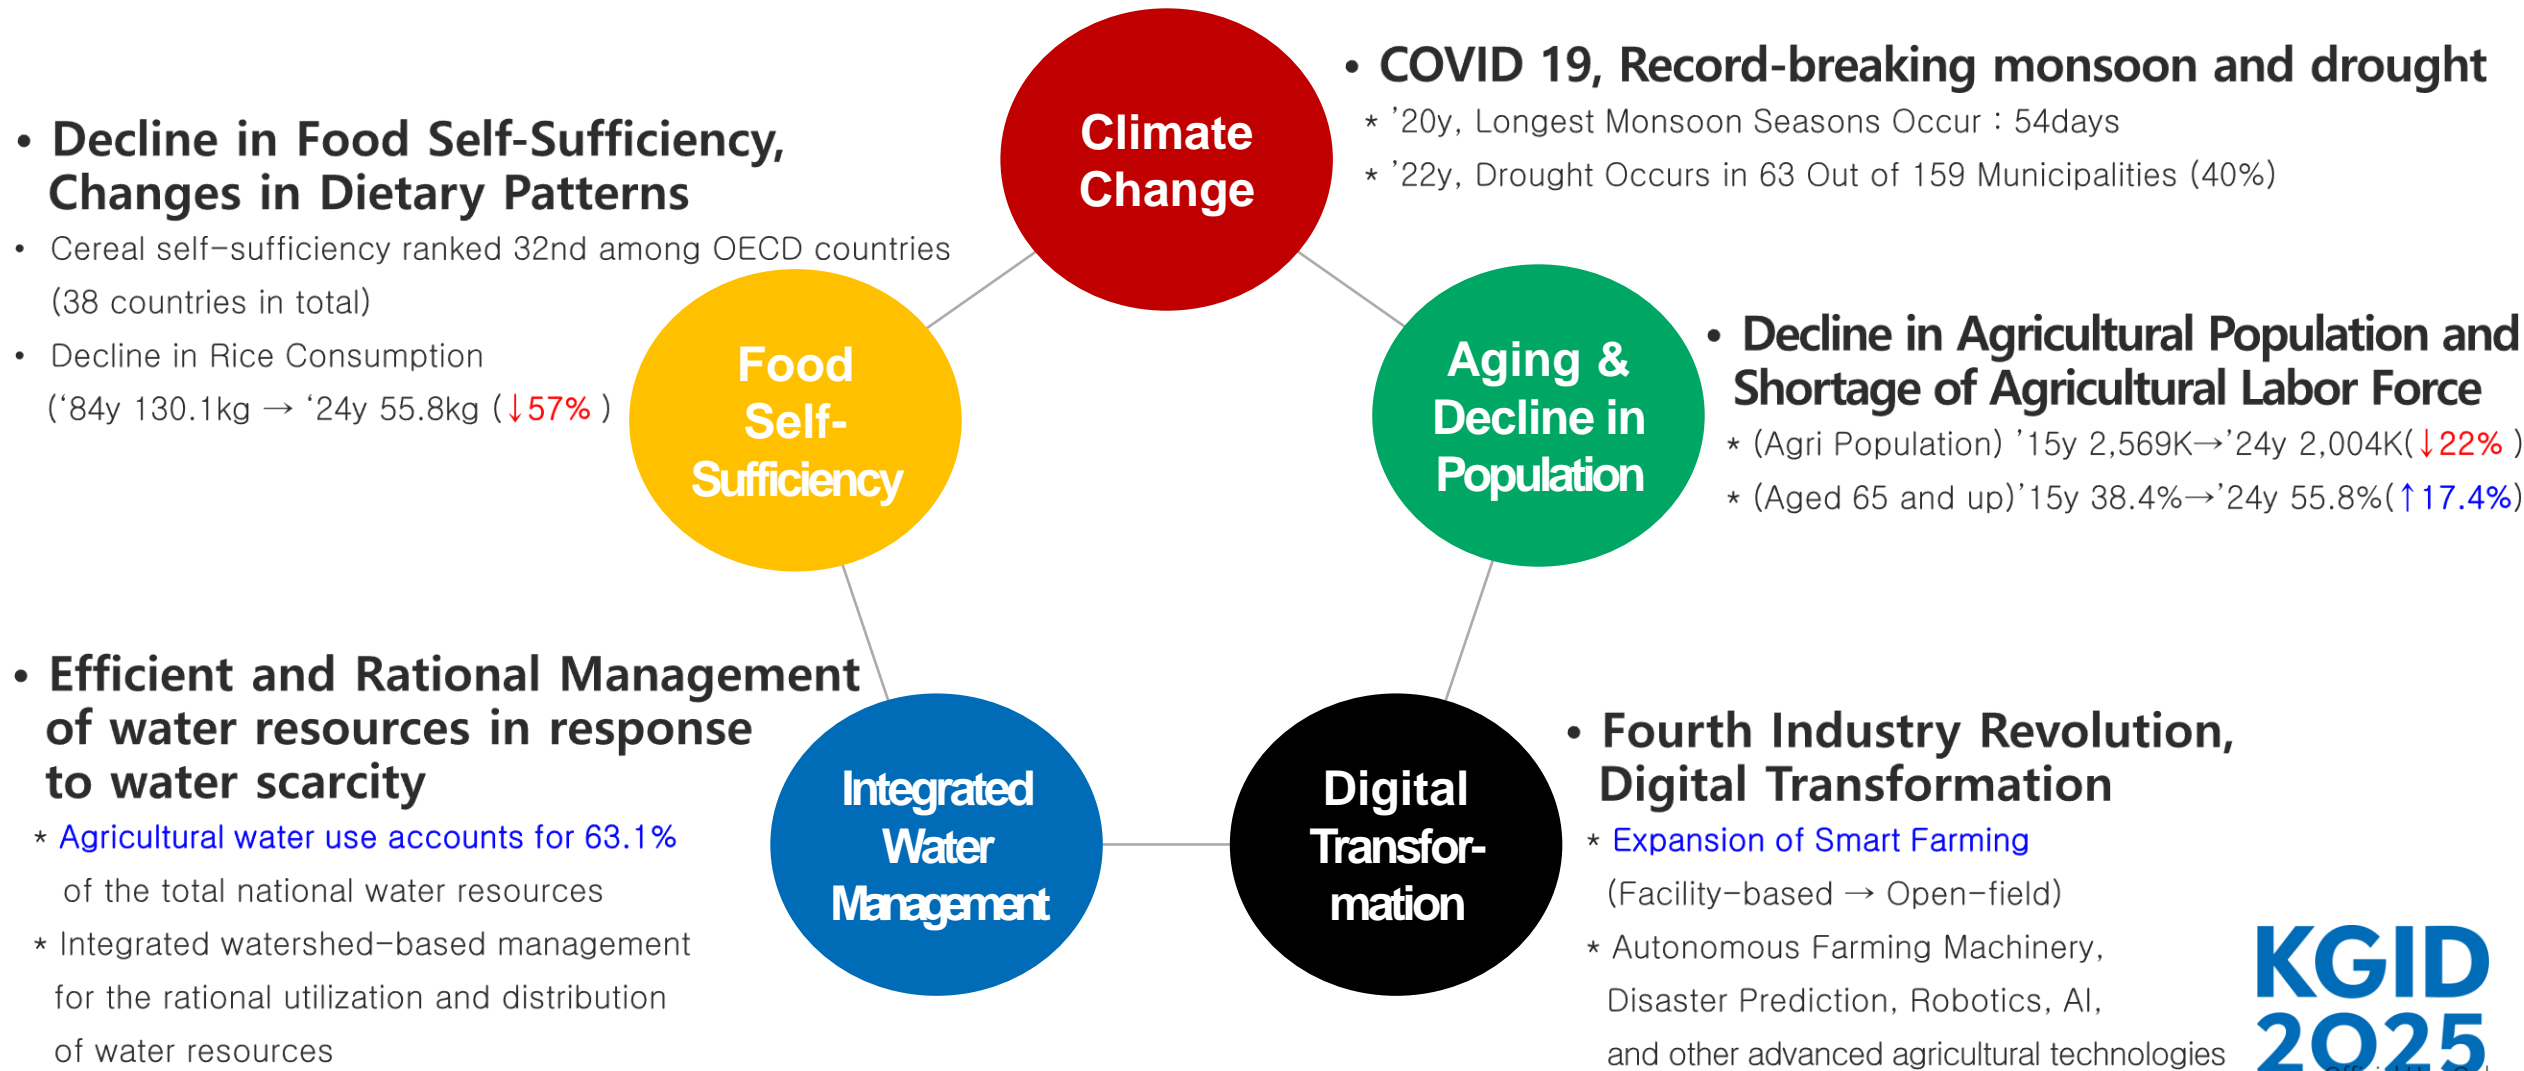 Climate
Change
• COVID 19, Record-breaking monsoon and drought
* ’20y, Longest Monsoon Seasons Occur : 54days
* ’22y, Drought Occurs in 63 Out of 159 Municipalities (40%)
• Decline in Food Self-Sufficiency,
Changes in Dietary Patterns
• Cereal self-sufficiency ranked 32nd among OECD countries
(38 countries in total)
• Decline in Rice Consumption
(‘84y 130.1kg → ‘24y 55.8kg (↓57% )
Food
Self-
Sufficiency
Aging &
Decline in
Population
• Decline in Agricultural Population and
Shortage of Agricultural Labor Force
* (Agri Population) ’15y 2,569K→’24y 2,004K(↓22% )
* (Aged 65 and up)’15y 38.4%→’24y 55.8%(↑17.4%)
• Efficient and Rational Management
of water resources in response
to water scarcity
* Agricultural water use accounts for 63.1%
of the total national water resources
* Integrated watershed-based management
for the rational utilization and distribution
of water resources
Integrated
Water
Management
Digital
Transfor-
mation
• Fourth Industry Revolution,
Digital Transformation
* Expansion of Smart Farming
(Facility-based → Open-field)
* Autonomous Farming Machinery,
Disaster Prediction, Robotics, AI,
and other advanced agricultural technologies
KGID
2025